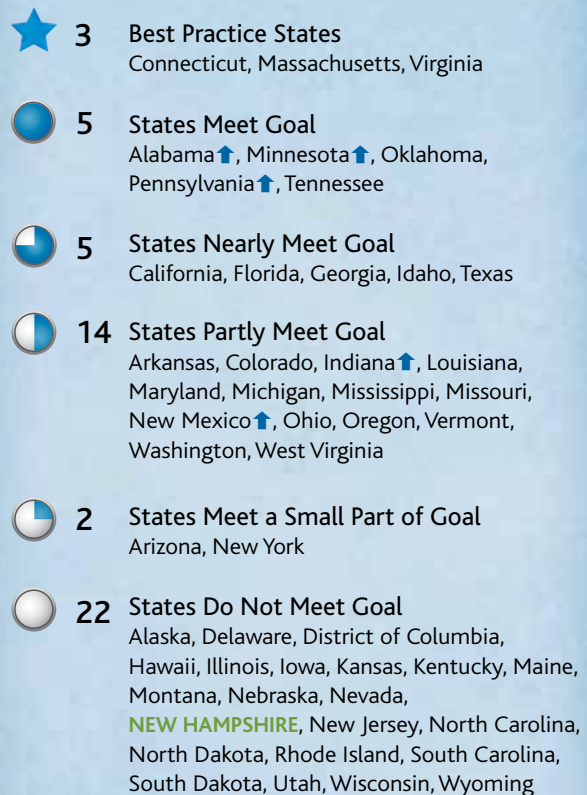 3 Best Practice States
Connecticut, Massachusetts, Virginia
5 States Meet Goal
Alabama⬆, Minnesota⬆, Oklahoma,
Pennsylvania⬆, Tennessee
5 States Nearly Meet Goal
California, Florida, Georgia, Idaho, Texas
14 States Partly Meet Goal
Arkansas, Colorado, Indiana⬆, Louisiana,
Maryland, Michigan, Mississippi, Missouri,
New Mexico⬆, Ohio, Oregon, Vermont,
Washington, West Virginia
2 States Meet a Small Part of Goal
Arizona, New York
22 States Do Not Meet Goal
Alaska, Delaware, District of Columbia,
Hawaii, Illinois, Iowa, Kansas, Kentucky, Maine,
Montana, Nebraska, Nevada,
NEW HAMPSHIRE, New Jersey, North Carolina,
North Dakota, Rhode Island, South Carolina,
South Dakota, Utah, Wisconsin, Wyoming